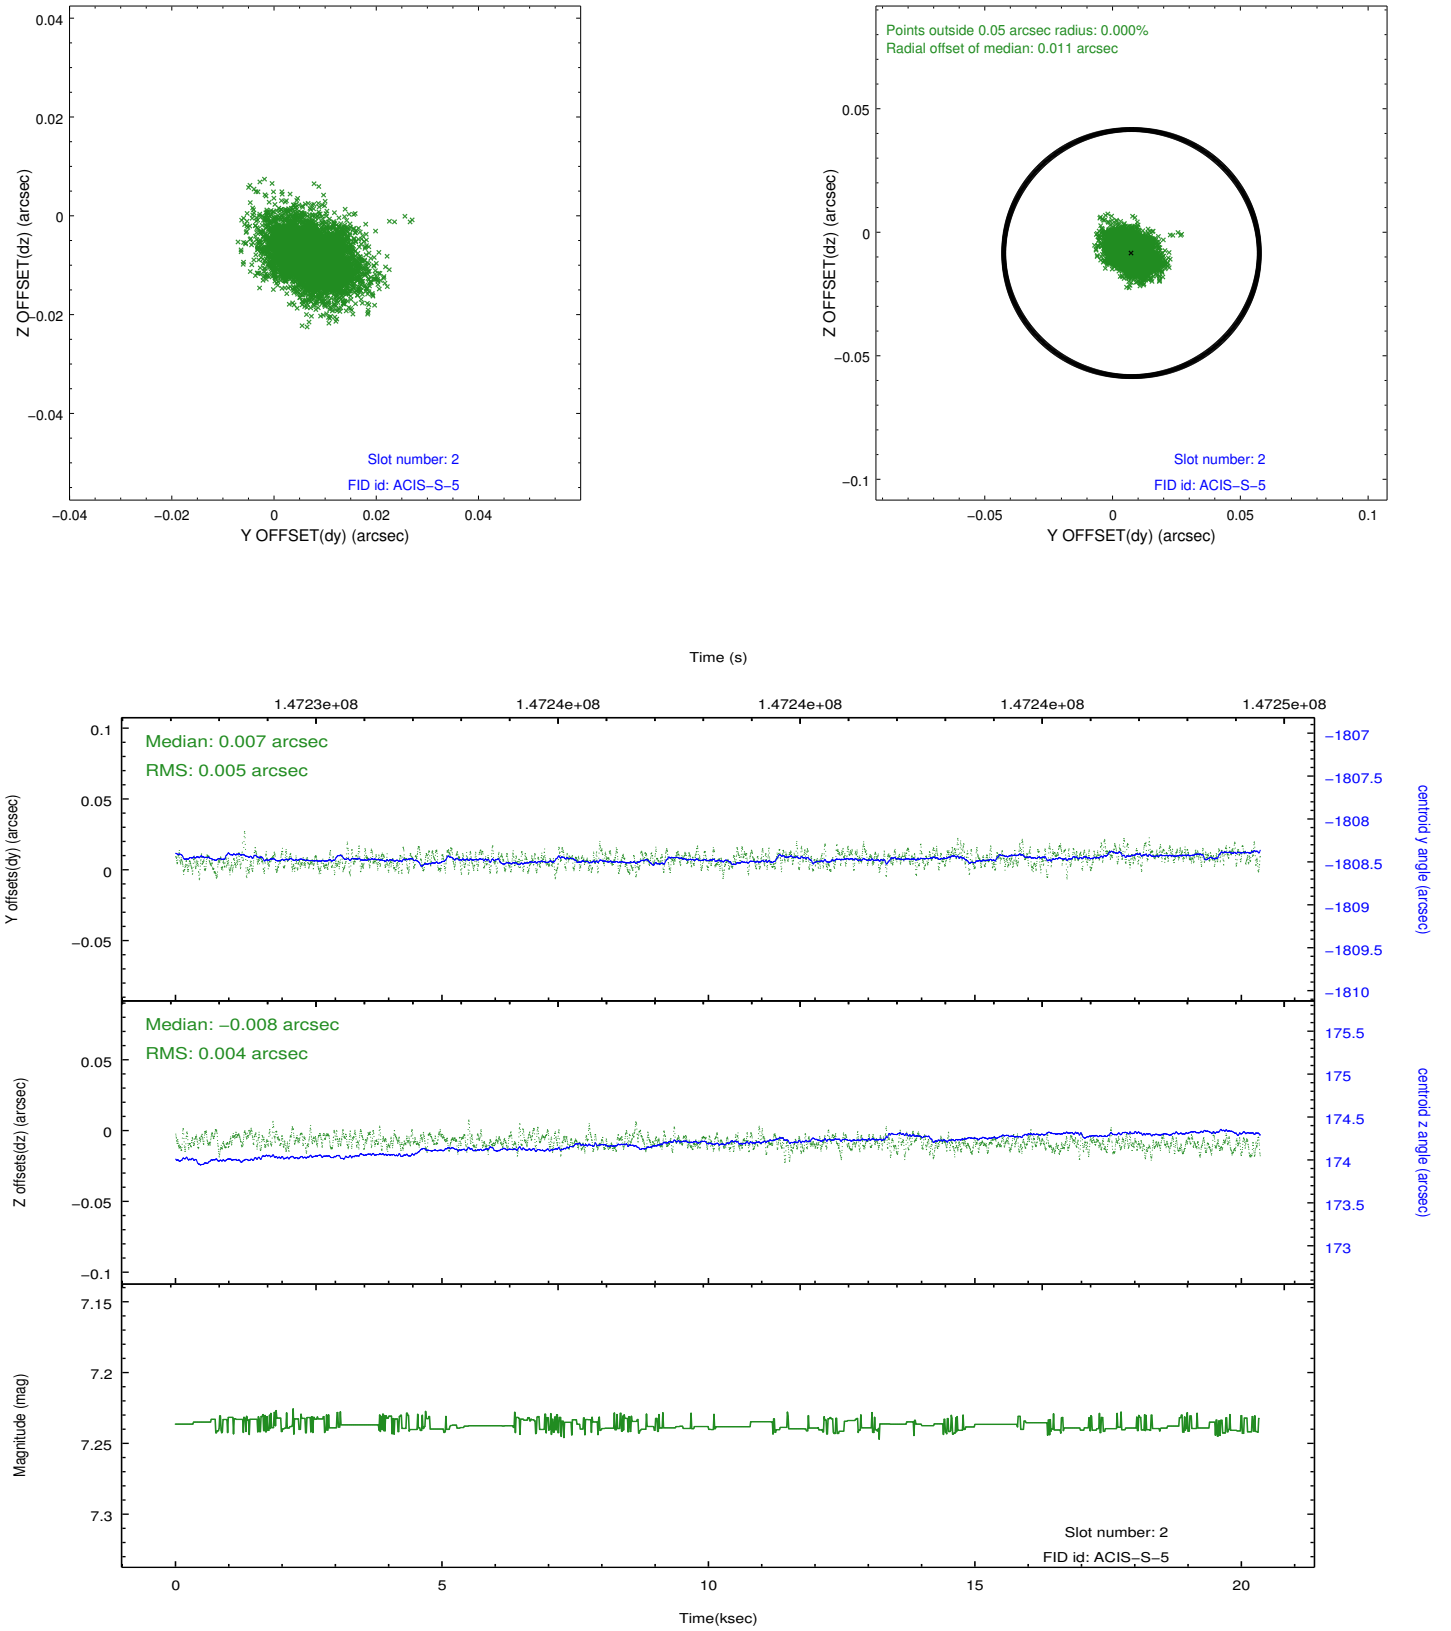 0.04
0.02
0
−0.02
−0.04
Z OFFSET(dz) (arcsec)
Slot number: 2
FID id: ACIS−S−5
−0.04 −0.02 0 0.02 0.04
Y OFFSET(dy) (arcsec)
Points outside 0.05 arcsec radius: 0.000%
Radial offset of median: 0.011 arcsec
0.05
0
−0.05
−0.1
Z OFFSET(dz) (arcsec)
Slot number: 2
FID id: ACIS−S−5
−0.05 0 0.05 0.1
Y OFFSET(dy) (arcsec)
Time (s)
1.4723e+08 1.4724e+08 1.4724e+08 1.4724e+08 1.4725e+08
Median: 0.007 arcsec
RMS: 0.005 arcsec
0.1
0.05
0
−0.05
Y offsets(dy) (arcsec)
−1807
−1807.5
−1808
−1808.5
−1809
−1809.5
−1810
centroid y angle (arcsec)
Median: −0.008 arcsec
RMS: 0.004 arcsec
0.05
0
−0.05
−0.1
Z offsets(dz) (arcsec)
175.5
175
174.5
174
173.5
173
centroid z angle (arcsec)
7.15
7.2
7.25
7.3
Magnitude (mag)
Slot number: 2
FID id: ACIS−S−5
0 5 10 15 20
Time(ksec)